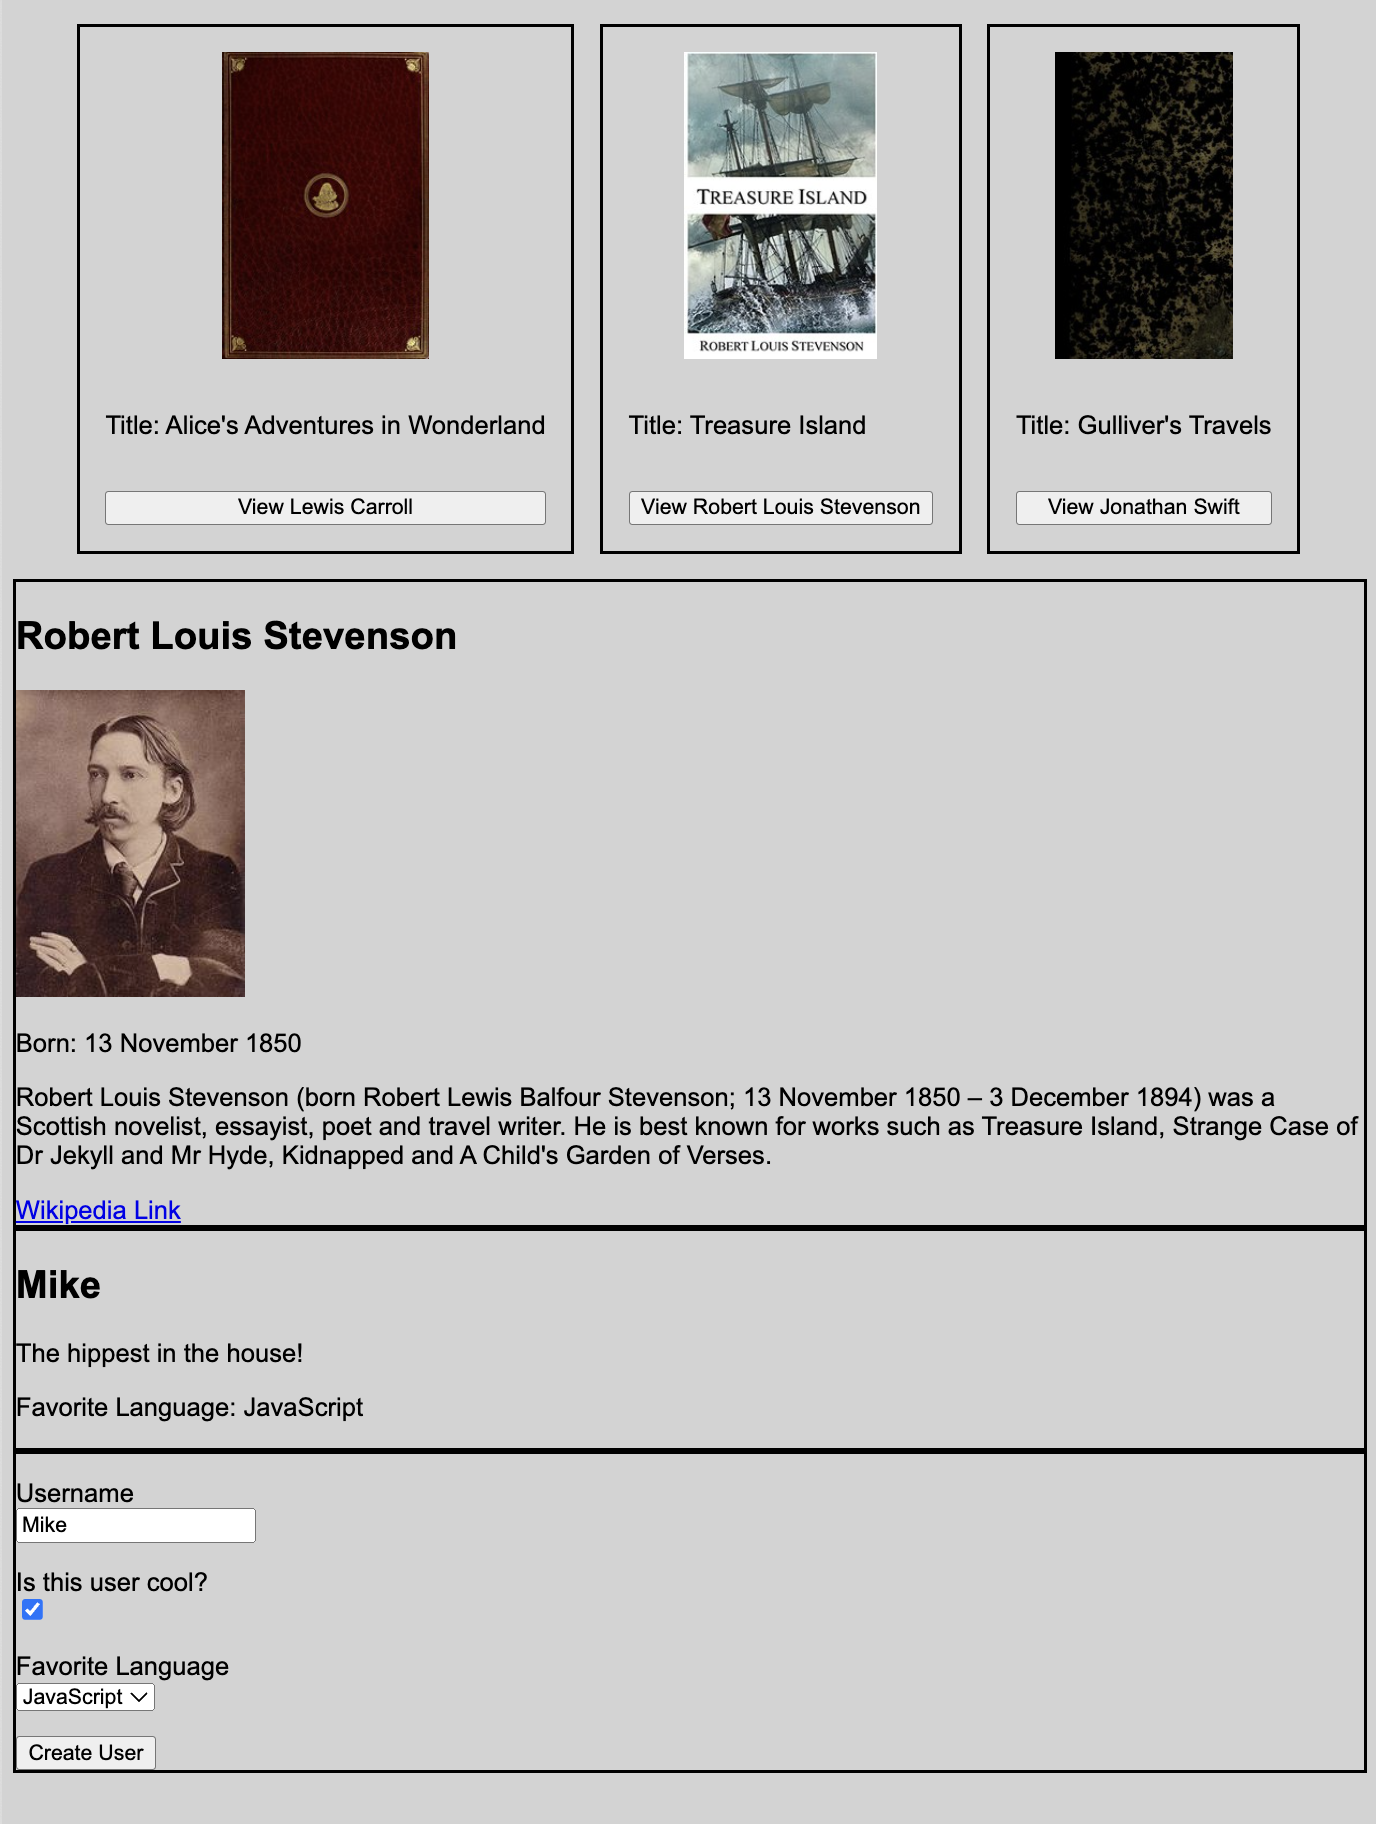 TREASURE ISLAND
ROBERT LOUIS STEVENSON
Title: Alice's Adventures in Wonderland
Title: Treasure Island
Title: Gulliver's Travels
View Lewis Carroll
View Robert Louis Stevenson
View Jonathan Swift
Robert Louis Stevenson
Born: 13 November 1850
Robert Louis Stevenson (born Robert Lewis Balfour Stevenson; 13 November 1850 – 3 December 1894) was a
Scottish novelist, essayist, poet and travel writer. He is best known for works such as Treasure Island, Strange Case of
Dr Jekyll and Mr Hyde, Kidnapped and A Child's Garden of Verses.
Wikipedia Link
Mike
The hippest in the house!
Favorite Language: JavaScript
Username
Mike
Is this user cool?
Favorite Language
JavaScript
Create User